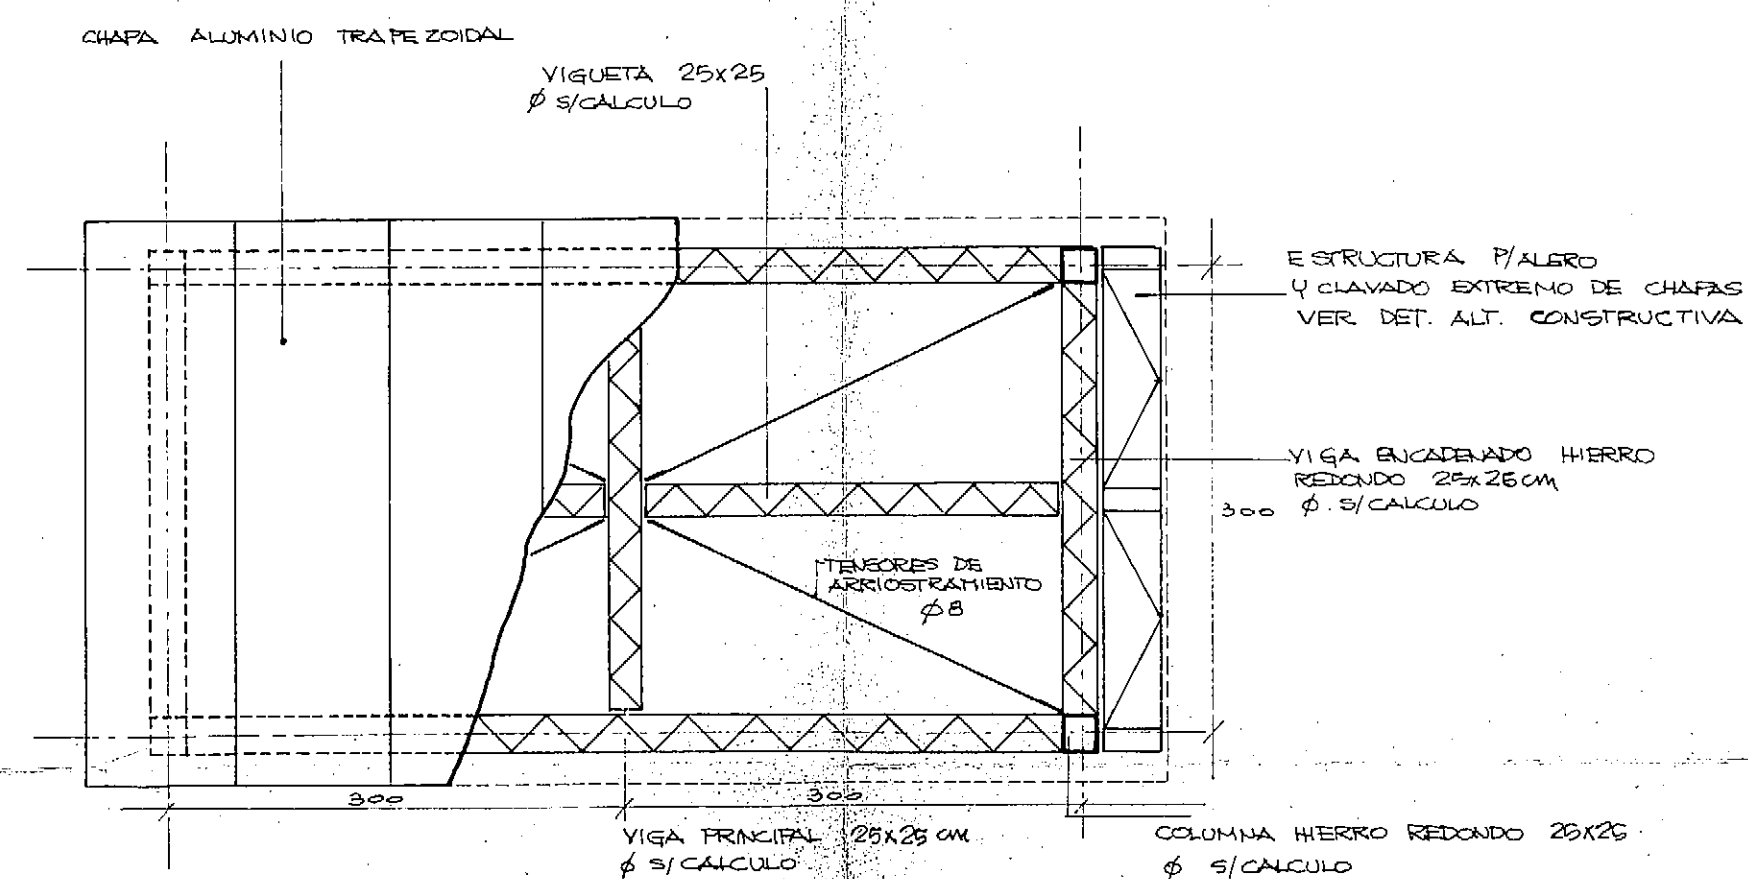 CHAPA ALUMINIO TRAPEZOIDAL
VIGUETA 25x25
Ø S/CALCULO
ESTRUCTURA P/ALERO
Y CLAVADO EXTREMO DE CHAPAS
VER DET. ALT. CONSTRUCTIVA
VIGA ENCADENADO HIERRO
REDONDO 25x25cm
Ø S/CALCULO
300
TENSORES DE
ARRIOSTRAMIENTO
Ø8
300
300
VIGA PRINCIPAL 25x25 cm
Ø S/CALCULO
COLUMNA HIERRO REDONDO 25x25
Ø S/CALCULO